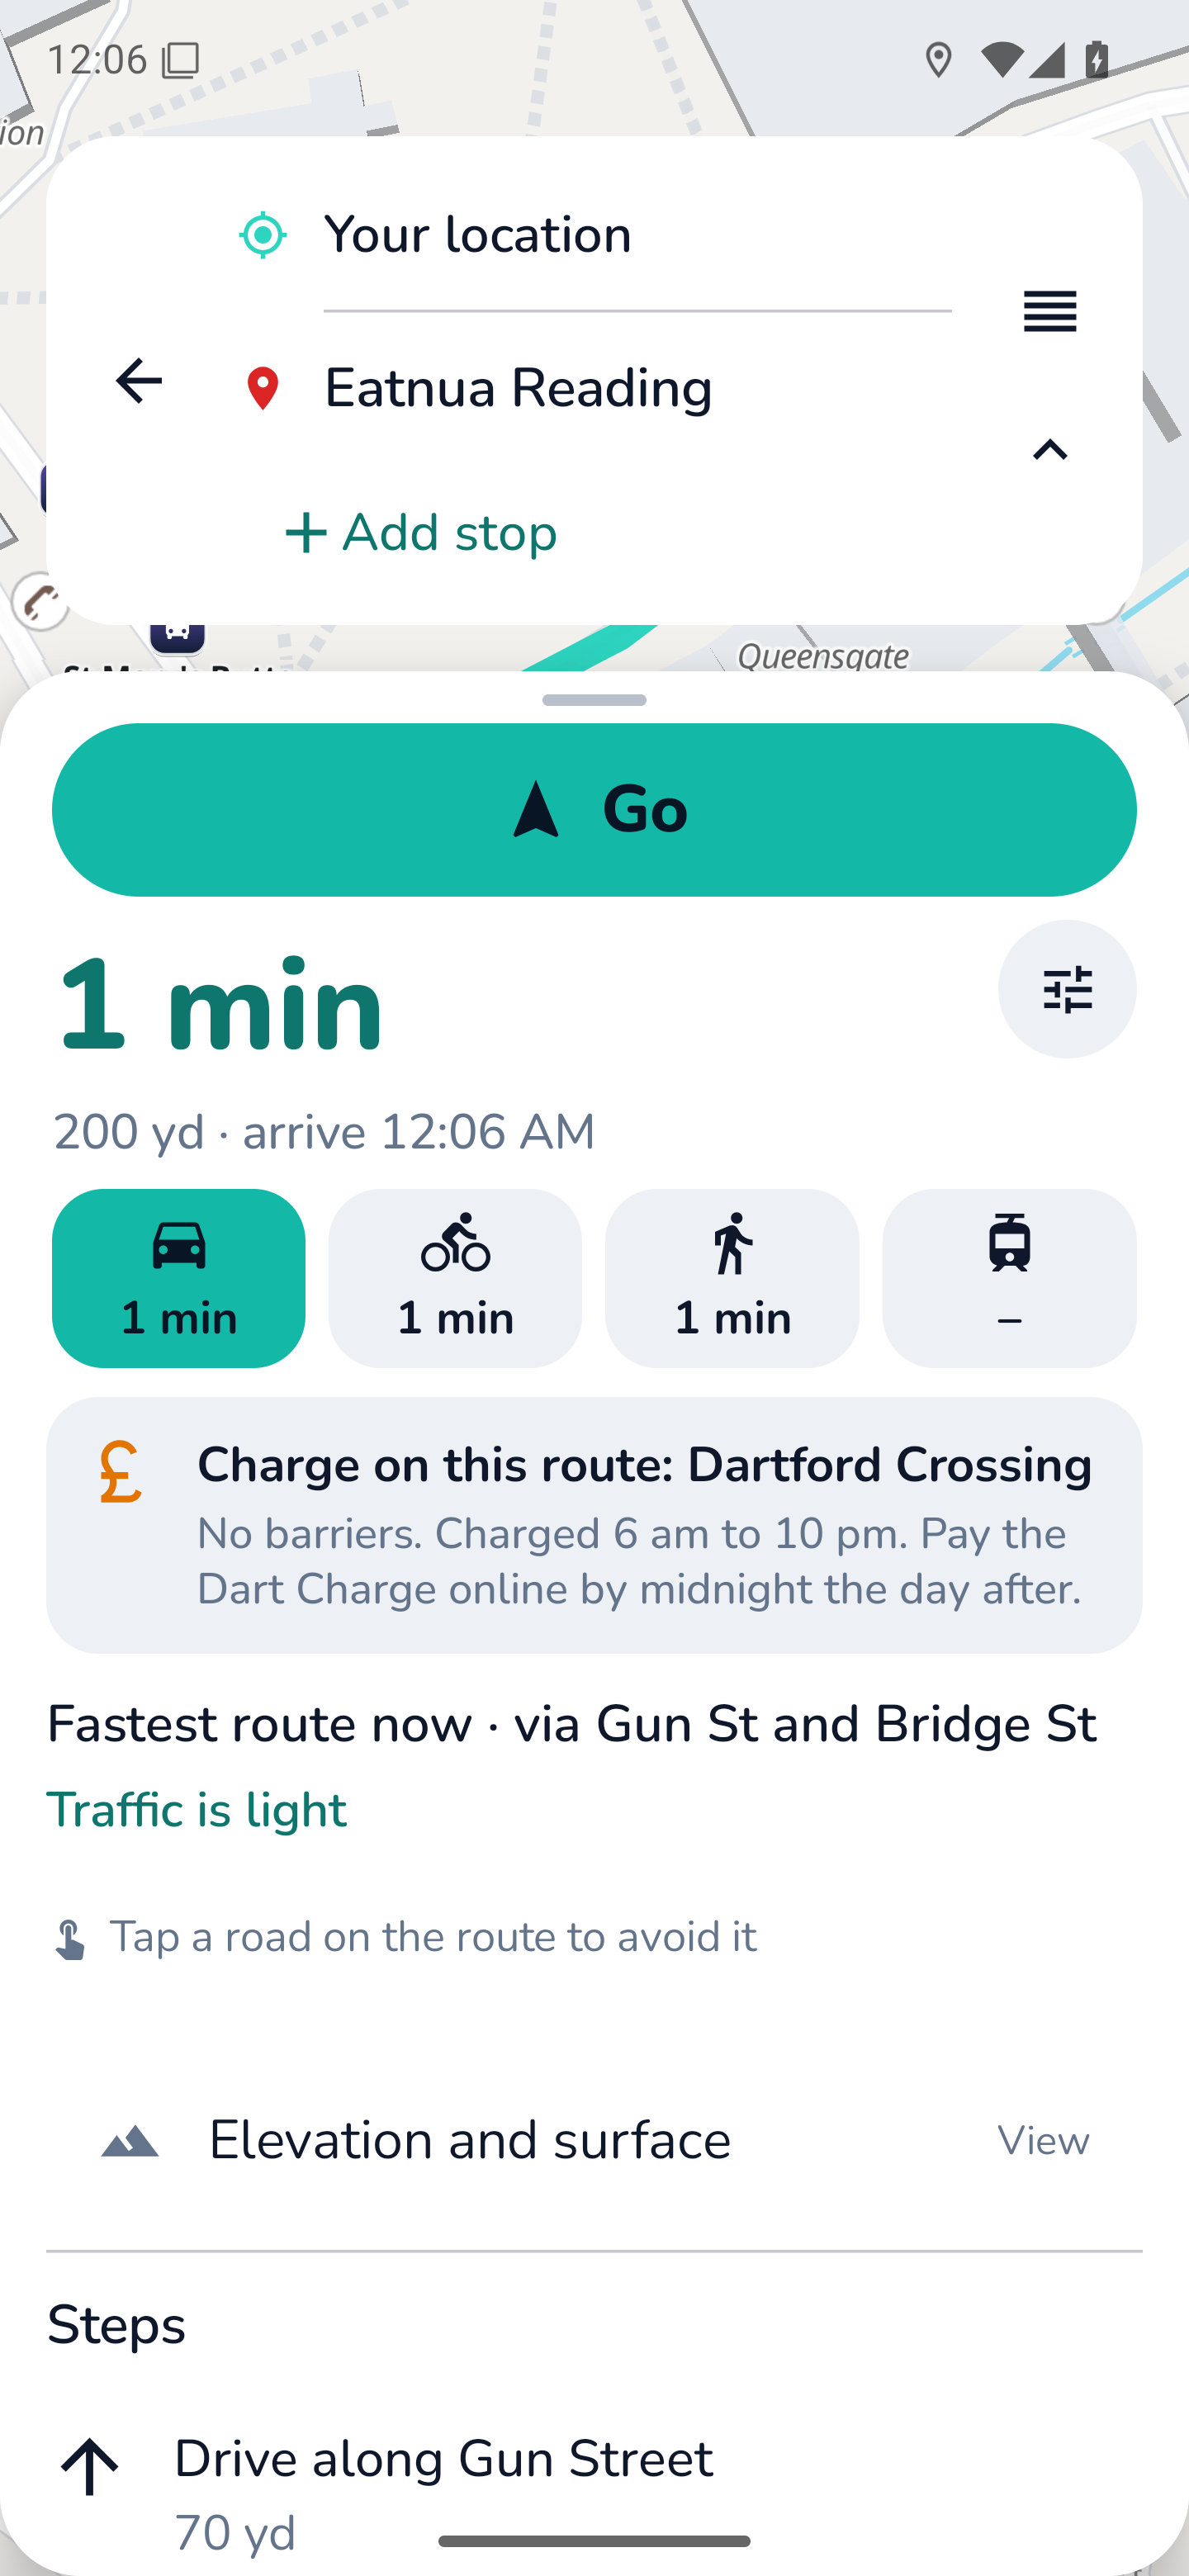 12:06
ion
Your location
Eatnua Reading
Add stop
Queensgate
Go
1 min
200 yd · arrive 12:06 AM
1 min
1 min
1 min
–
£
Charge on this route: Dartford Crossing
No barriers. Charged 6 am to 10 pm. Pay the
Dart Charge online by midnight the day after.
Fastest route now · via Gun St and Bridge St
Traffic is light
Tap a road on the route to avoid it
Elevation and surface
View
Steps
Drive along Gun Street
70 yd